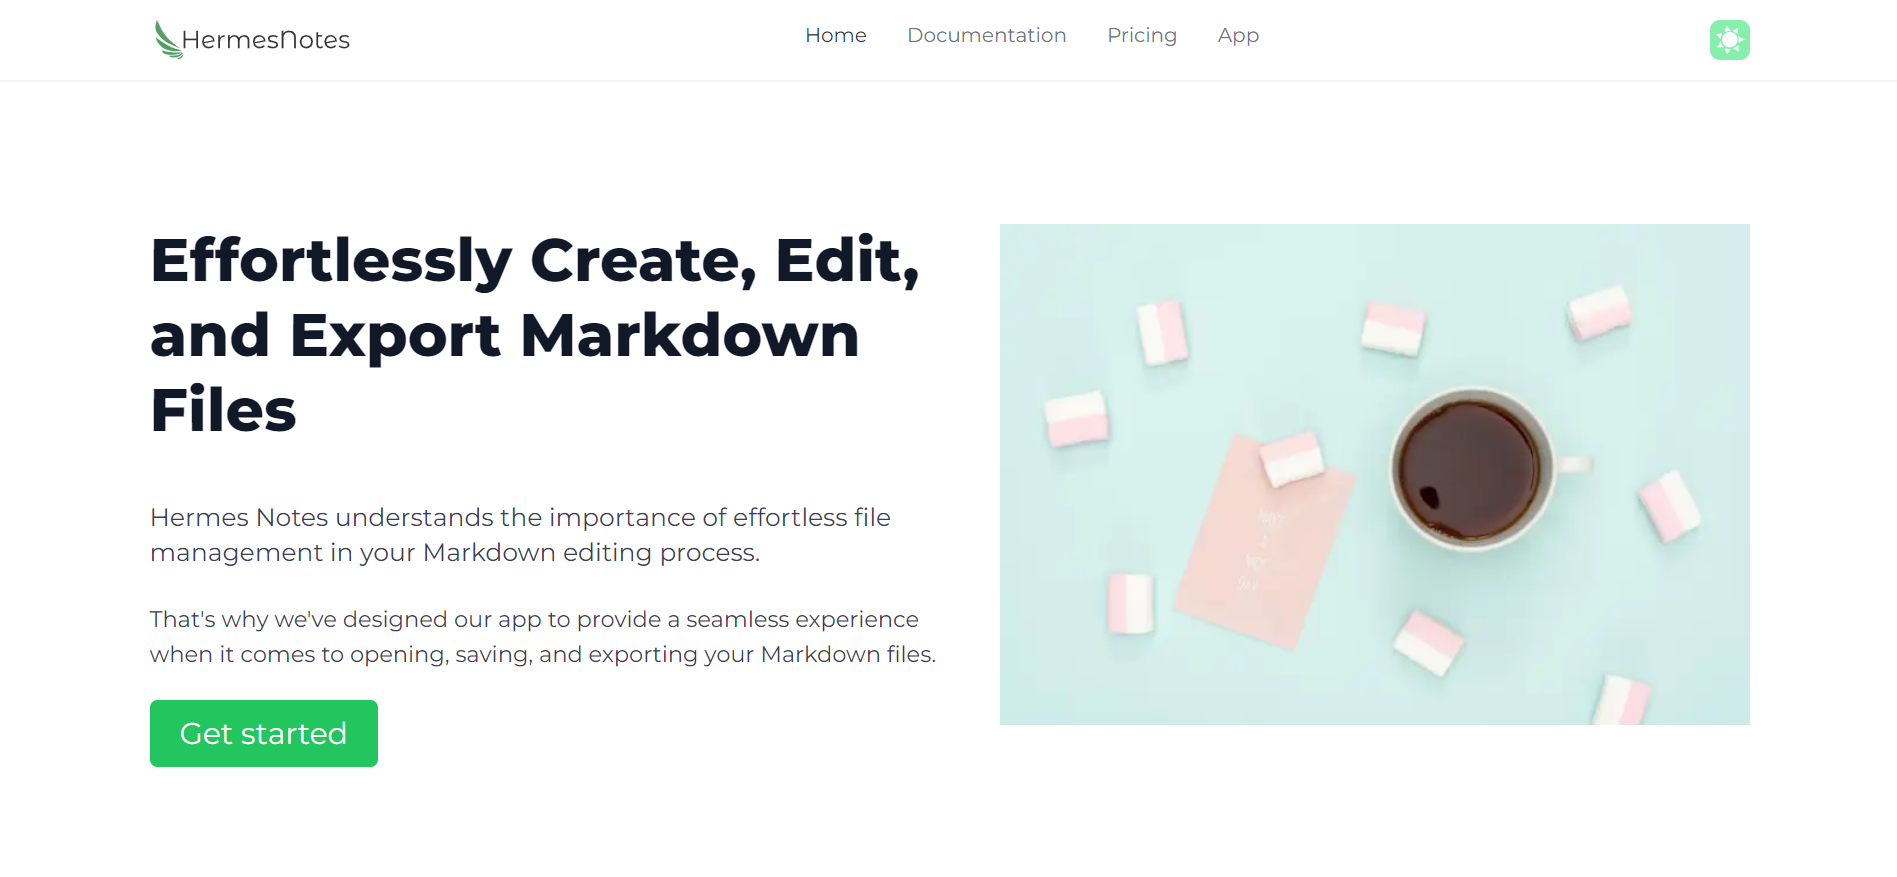 HermesNotes
Home Documentation Pricing App
Effortlessly Create, Edit,
and Export Markdown
Files
Hermes Notes understands the importance of effortless file
management in your Markdown editing process.
That's why we've designed our app to provide a seamless experience
when it comes to opening, saving, and exporting your Markdown files.
Get started